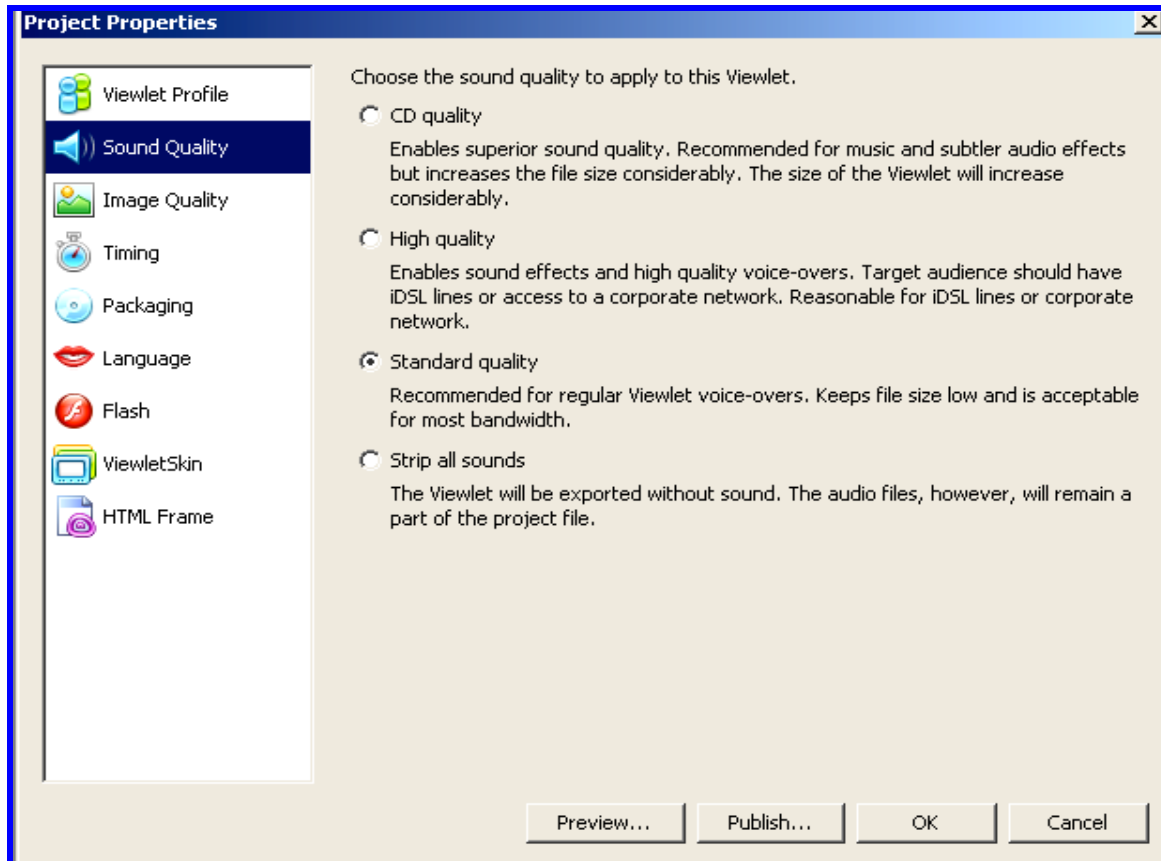 Project Properties
Viewlet Profile
Sound Quality
Image Quality
Timing
Packaging
Language
Flash
ViewletSkin
HTML Frame
Choose the sound quality to apply to this Viewlet.
CD quality
Enables superior sound quality. Recommended for music and subtler audio effects
but increases the file size considerably. The size of the Viewlet will increase
considerably.
High quality
Enables sound effects and high quality voice-overs. Target audience should have
iDSL lines or access to a corporate network. Reasonable for iDSL lines or corporate
network.
Standard quality
Recommended for regular Viewlet voice-overs. Keeps file size low and is acceptable
for most bandwidth.
Strip all sounds
The Viewlet will be exported without sound. The audio files, however, will remain a
part of the project file.
Preview... Publish... OK Cancel